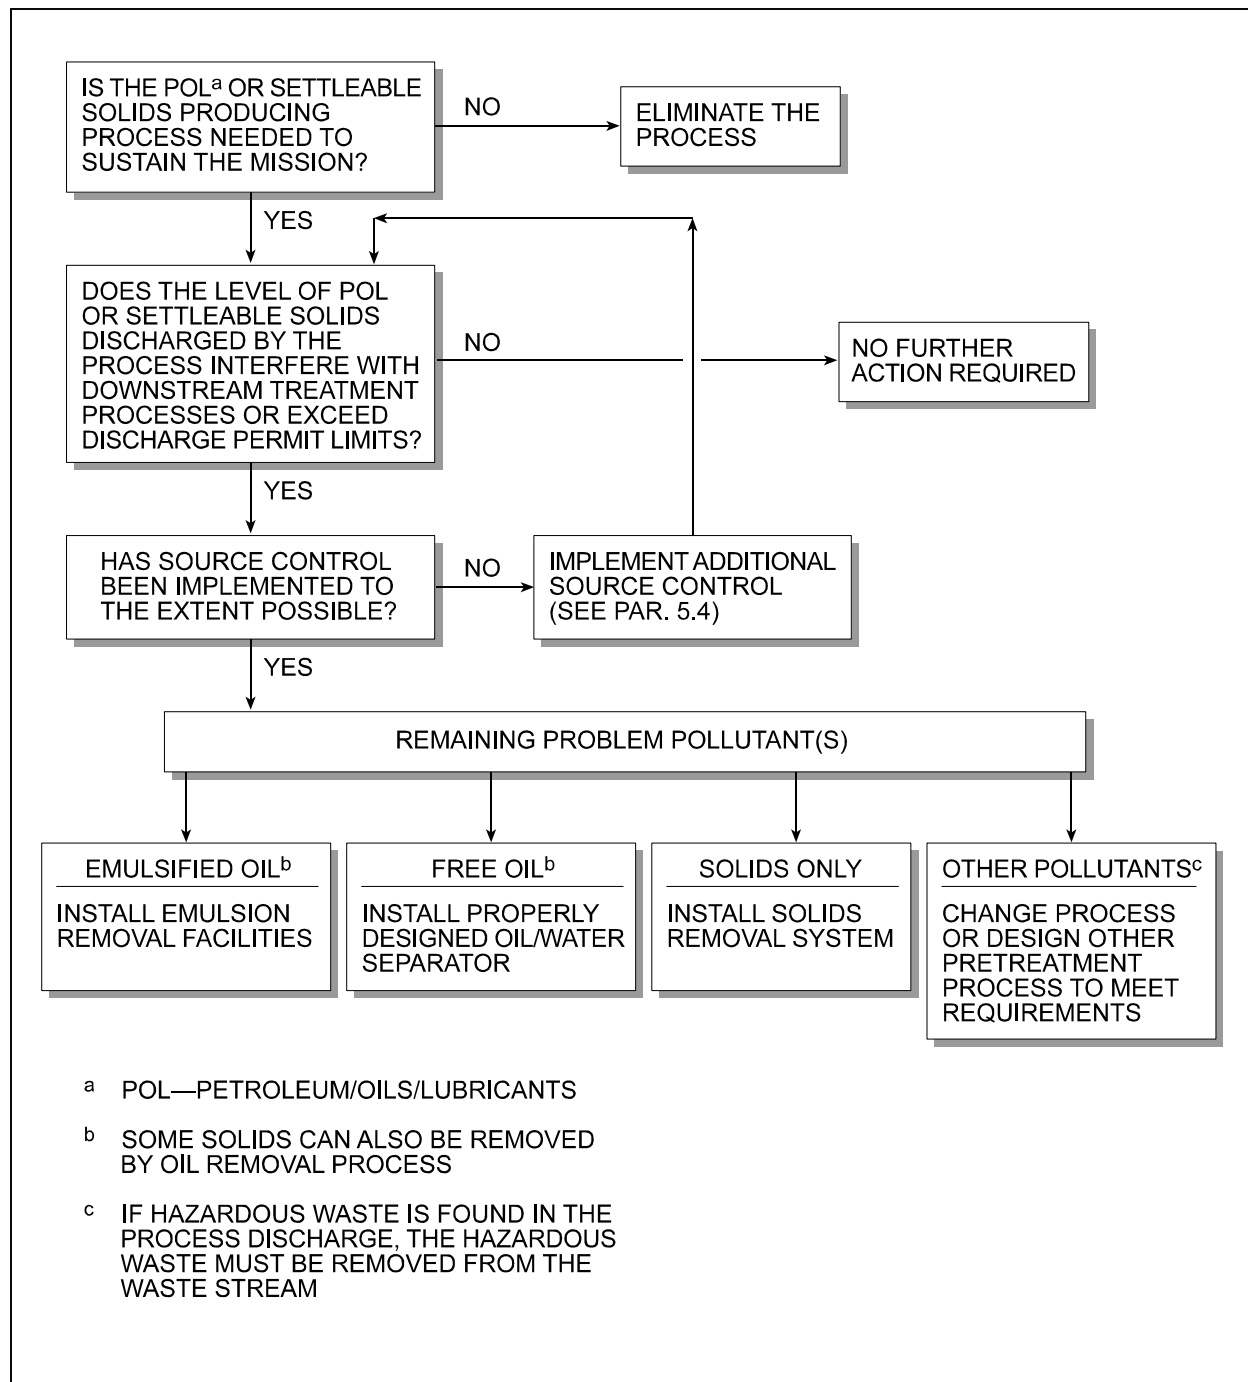 IS THE POLa OR SETTLEABLE
SOLIDS PRODUCING
PROCESS NEEDED TO
SUSTAIN THE MISSION?
NO
ELIMINATE THE
PROCESS
YES
DOES THE LEVEL OF POL
OR SETTLEABLE SOLIDS
DISCHARGED BY THE
PROCESS INTERFERE WITH
DOWNSTREAM TREATMENT
PROCESSES OR EXCEED
DISCHARGE PERMIT LIMITS?
NO
NO FURTHER
ACTION REQUIRED
YES
HAS SOURCE CONTROL
BEEN IMPLEMENTED TO
THE EXTENT POSSIBLE?
NO
IMPLEMENT ADDITIONAL
SOURCE CONTROL
(SEE PAR. 5.4)
YES
REMAINING PROBLEM POLLUTANT(S)
EMULSIFIED OILb
INSTALL EMULSION
REMOVAL FACILITIES
FREE OILb
INSTALL PROPERLY
DESIGNED OIL/WATER
SEPARATOR
SOLIDS ONLY
INSTALL SOLIDS
REMOVAL SYSTEM
OTHER POLLUTANTSc
CHANGE PROCESS
OR DESIGN OTHER
PRETREATMENT
PROCESS TO MEET
REQUIREMENTS
a POL—PETROLEUM/OILS/LUBRICANTS
b SOME SOLIDS CAN ALSO BE REMOVED
BY OIL REMOVAL PROCESS
c IF HAZARDOUS WASTE IS FOUND IN THE
PROCESS DISCHARGE, THE HAZARDOUS
WASTE MUST BE REMOVED FROM THE
WASTE STREAM